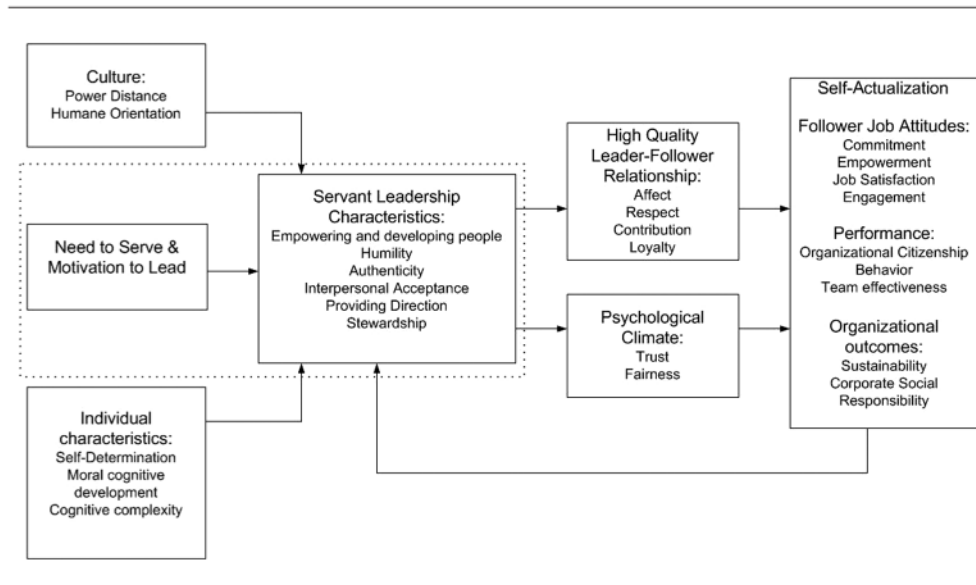 Culture:
Power Distance
Humane Orientation
Need to Serve &
Motivation to Lead
Individual
characteristics:
Self-Determination
Moral cognitive
development
Cognitive complexity
Servant Leadership
Characteristics:
Empowering and developing people
Humility
Authenticity
Interpersonal Acceptance
Providing Direction
Stewardship
High Quality
Leader-Follower
Relationship:
Affect
Respect
Contribution
Loyalty
Psychological
Climate:
Trust
Fairness
Self-Actualization
Follower Job Attitudes:
Commitment
Empowerment
Job Satisfaction
Engagement
Performance:
Organizational Citizenship
Behavior
Team effectiveness
Organizational
outcomes:
Sustainability
Corporate Social
Responsibility